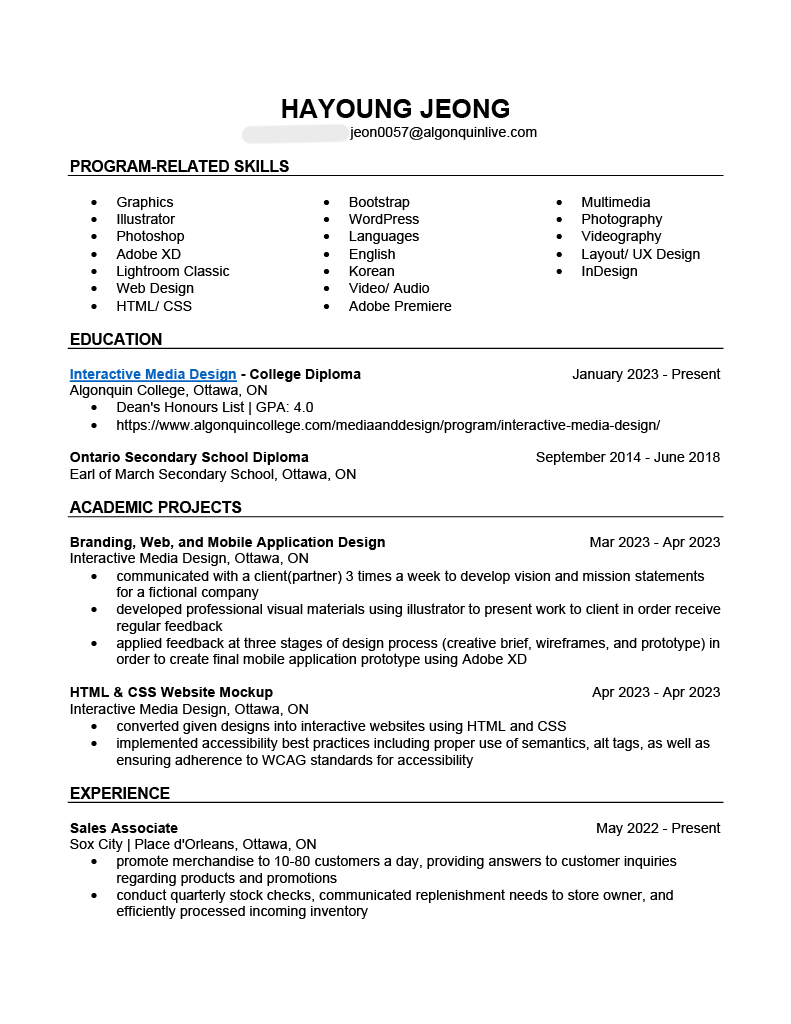 HAYOUNG JEONG
jeon0057@algonquinlive.com
PROGRAM-RELATED SKILLS
• Graphics
• Illustrator
• Photoshop
• Adobe XD
• Lightroom Classic
• Web Design
• HTML/ CSS
• Bootstrap
• WordPress
• Languages
• English
• Korean
• Video/ Audio
• Adobe Premiere
• Multimedia
• Photography
• Videography
• Layout/ UX Design
• InDesign
EDUCATION
Interactive Media Design - College Diploma January 2023 - Present
Algonquin College, Ottawa, ON
• Dean's Honours List | GPA: 4.0
• https://www.algonquincollege.com/mediaanddesign/program/interactive-media-design/
Ontario Secondary School Diploma September 2014 - June 2018
Earl of March Secondary School, Ottawa, ON
ACADEMIC PROJECTS
Branding, Web, and Mobile Application Design Mar 2023 - Apr 2023
Interactive Media Design, Ottawa, ON
• communicated with a client(partner) 3 times a week to develop vision and mission statements
for a fictional company
• developed professional visual materials using illustrator to present work to client in order receive
regular feedback
• applied feedback at three stages of design process (creative brief, wireframes, and prototype) in
order to create final mobile application prototype using Adobe XD
HTML & CSS Website Mockup Apr 2023 - Apr 2023
Interactive Media Design, Ottawa, ON
• converted given designs into interactive websites using HTML and CSS
• implemented accessibility best practices including proper use of semantics, alt tags, as well as
ensuring adherence to WCAG standards for accessibility
EXPERIENCE
Sales Associate May 2022 - Present
Sox City | Place d'Orleans, Ottawa, ON
• promote merchandise to 10-80 customers a day, providing answers to customer inquiries
regarding products and promotions
• conduct quarterly stock checks, communicated replenishment needs to store owner, and
efficiently processed incoming inventory